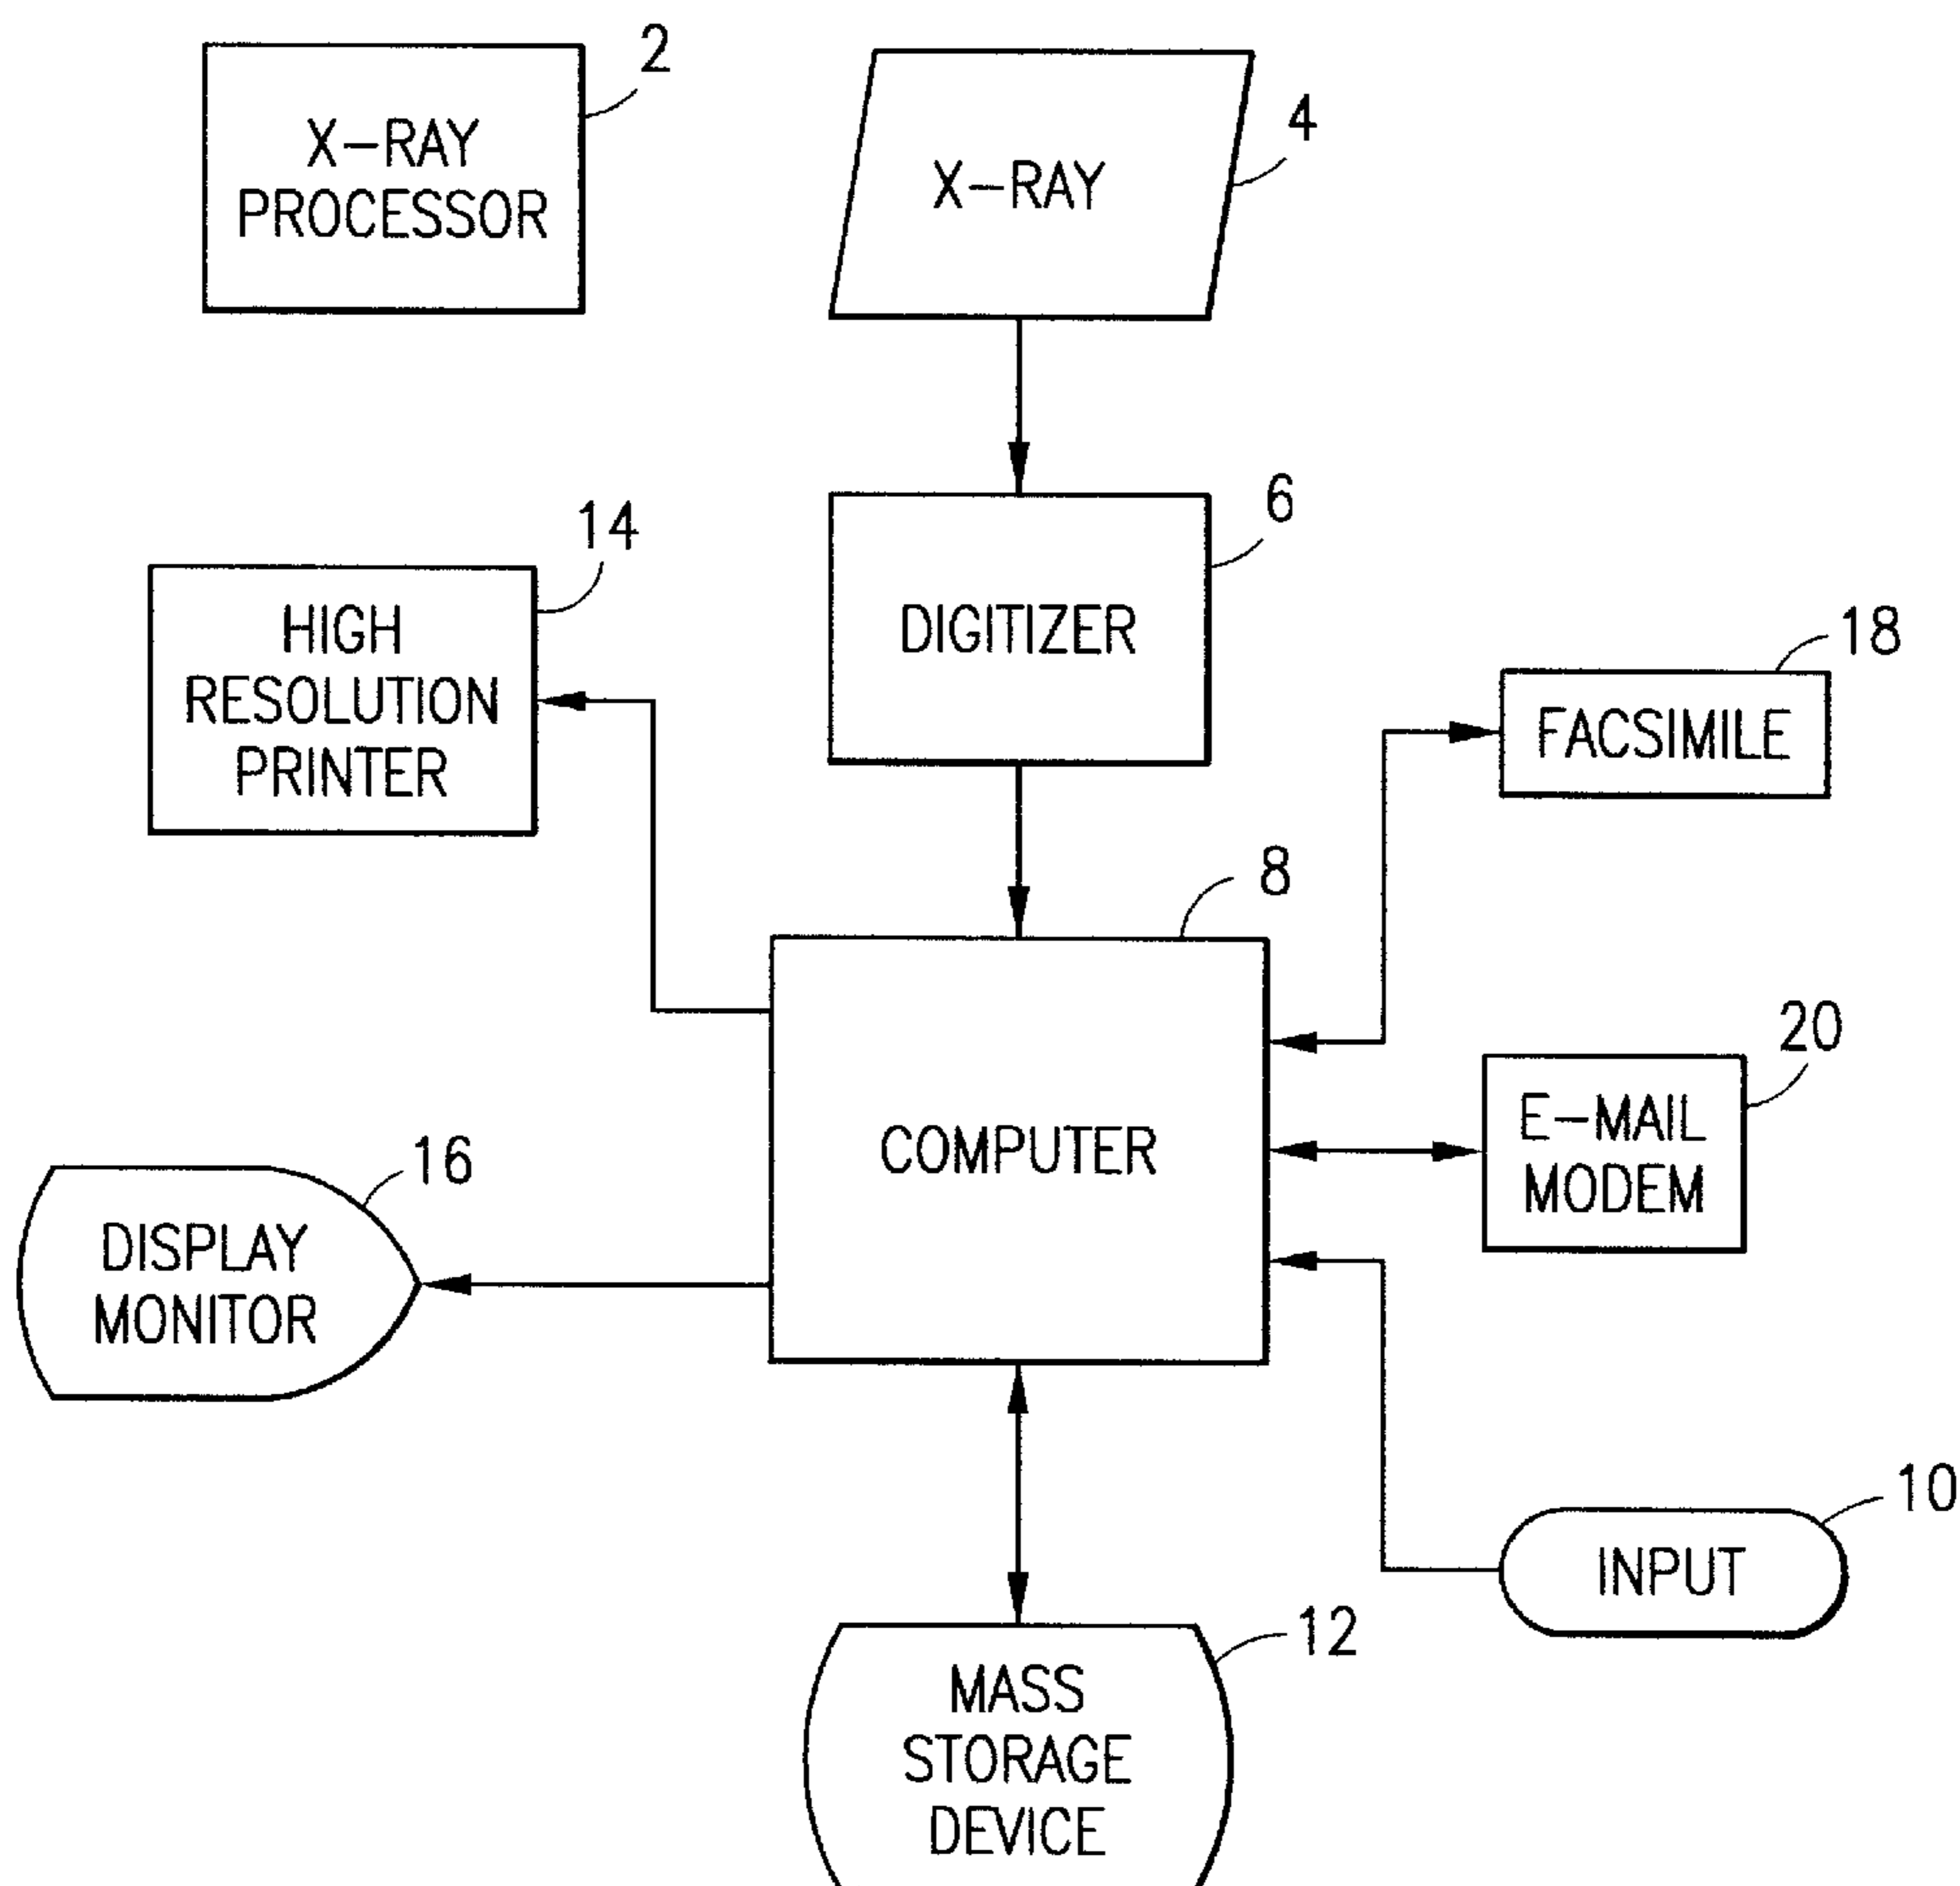 2
X-RAY
PROCESSOR
4
X-RAY
6
DIGITIZER
14
HIGH
RESOLUTION
PRINTER
18
FACSIMILE
8
COMPUTER
20
E-MAIL
MODEM
16
DISPLAY
MONITOR
10
INPUT
12
MASS
STORAGE
DEVICE